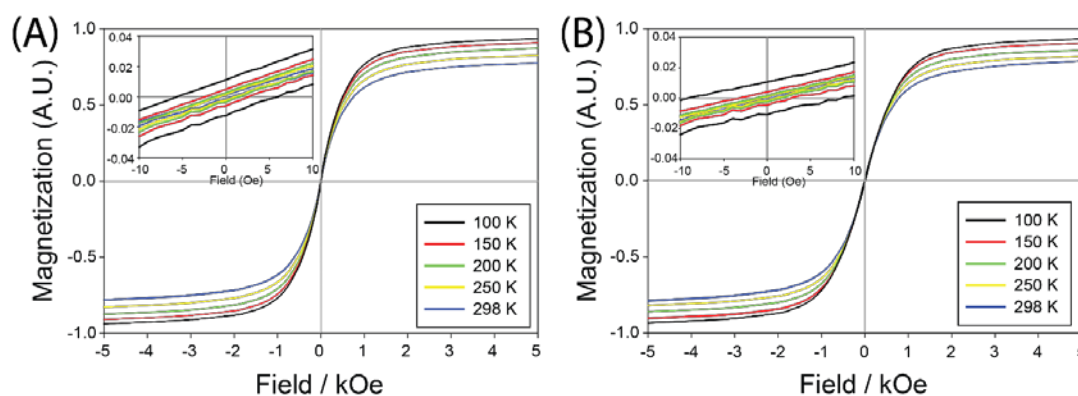 (A)
Magnetization (A.U.)
1.0
0.5
0.0
-0.5
-1.0
0.04
0.02
0.00
-0.02
-0.04
-10 -5 0 5 10
Field (Oe)
100 K
150 K
200 K
250 K
298 K
-5 -4 -3 -2 -1 0 1 2 3 4 5
Field / kOe
(B)
Magnetization (A.U.)
1.0
0.5
0.0
-0.5
-1.0
0.04
0.02
0.00
-0.02
-0.04
-10 -5 0 5 10
Field (Oe)
100 K
150 K
200 K
250 K
298 K
-5 -4 -3 -2 -1 0 1 2 3 4 5
Field / kOe